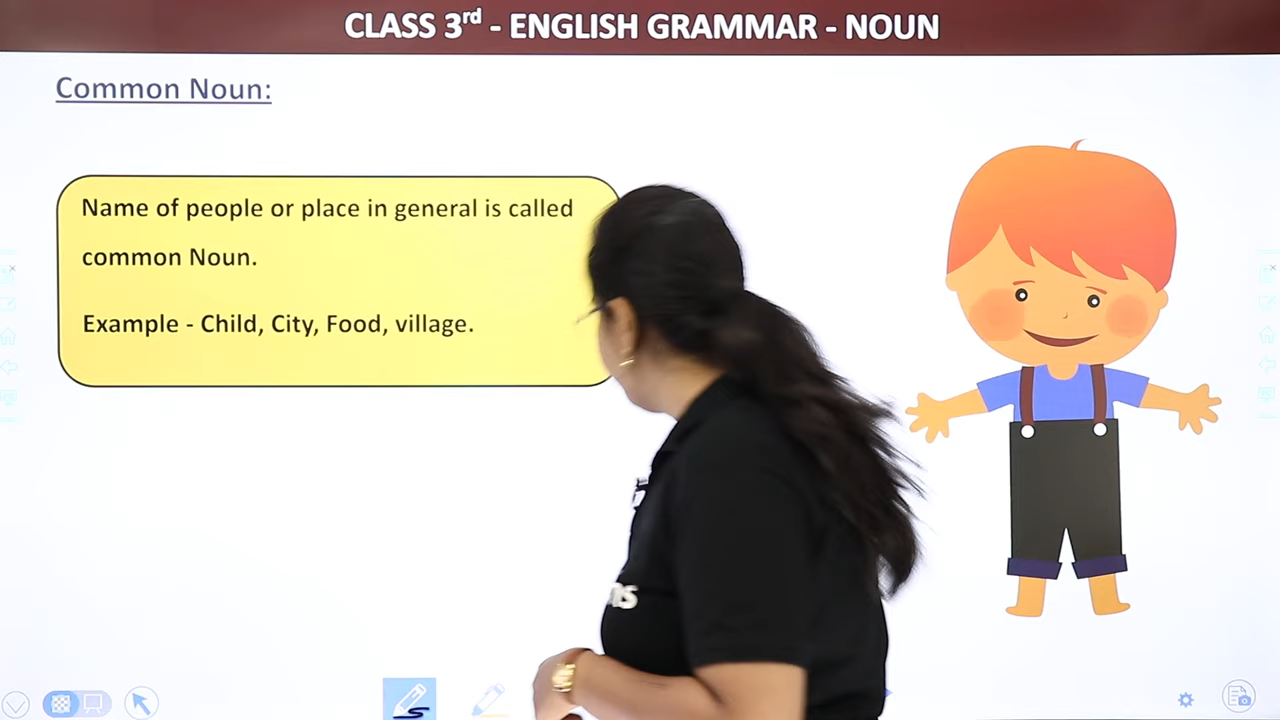 CLASS 3rd - ENGLISH GRAMMAR - NOUN
Common Noun:
Name of people or place in general is called
common Noun.
Example - Child, City, Food, village.